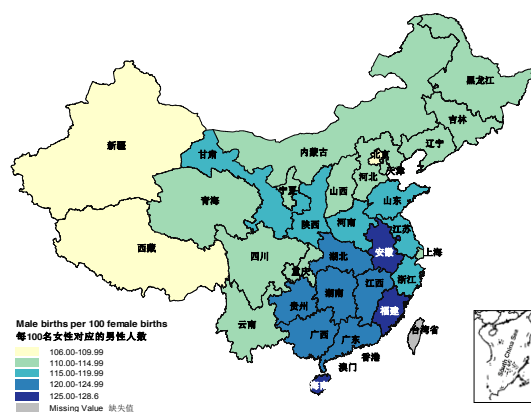 黑龙江
吉林
辽宁
新疆
内蒙古
北京
天津
甘肃
河北
山西
宁夏
青海
山东
陕西
河南
江苏
西藏
安徽
上海
四川
湖北
重庆
浙江
湖南
江西
贵州
福建
云南
台湾省
广西
广东
香港
澳门
海南
Male births per 100 female births
每100名女性对应的男性人数
106.00-109.99
110.00-114.99
115.00-119.99
120.00-124.99
125.00-128.6
Missing Value 缺失值
South China Sea